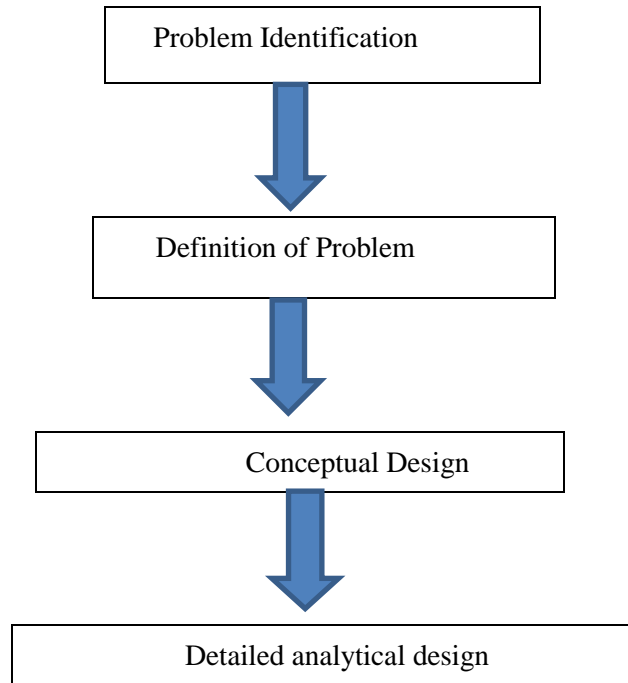 Problem Identification
Definition of Problem
Conceptual Design
Detailed analytical design